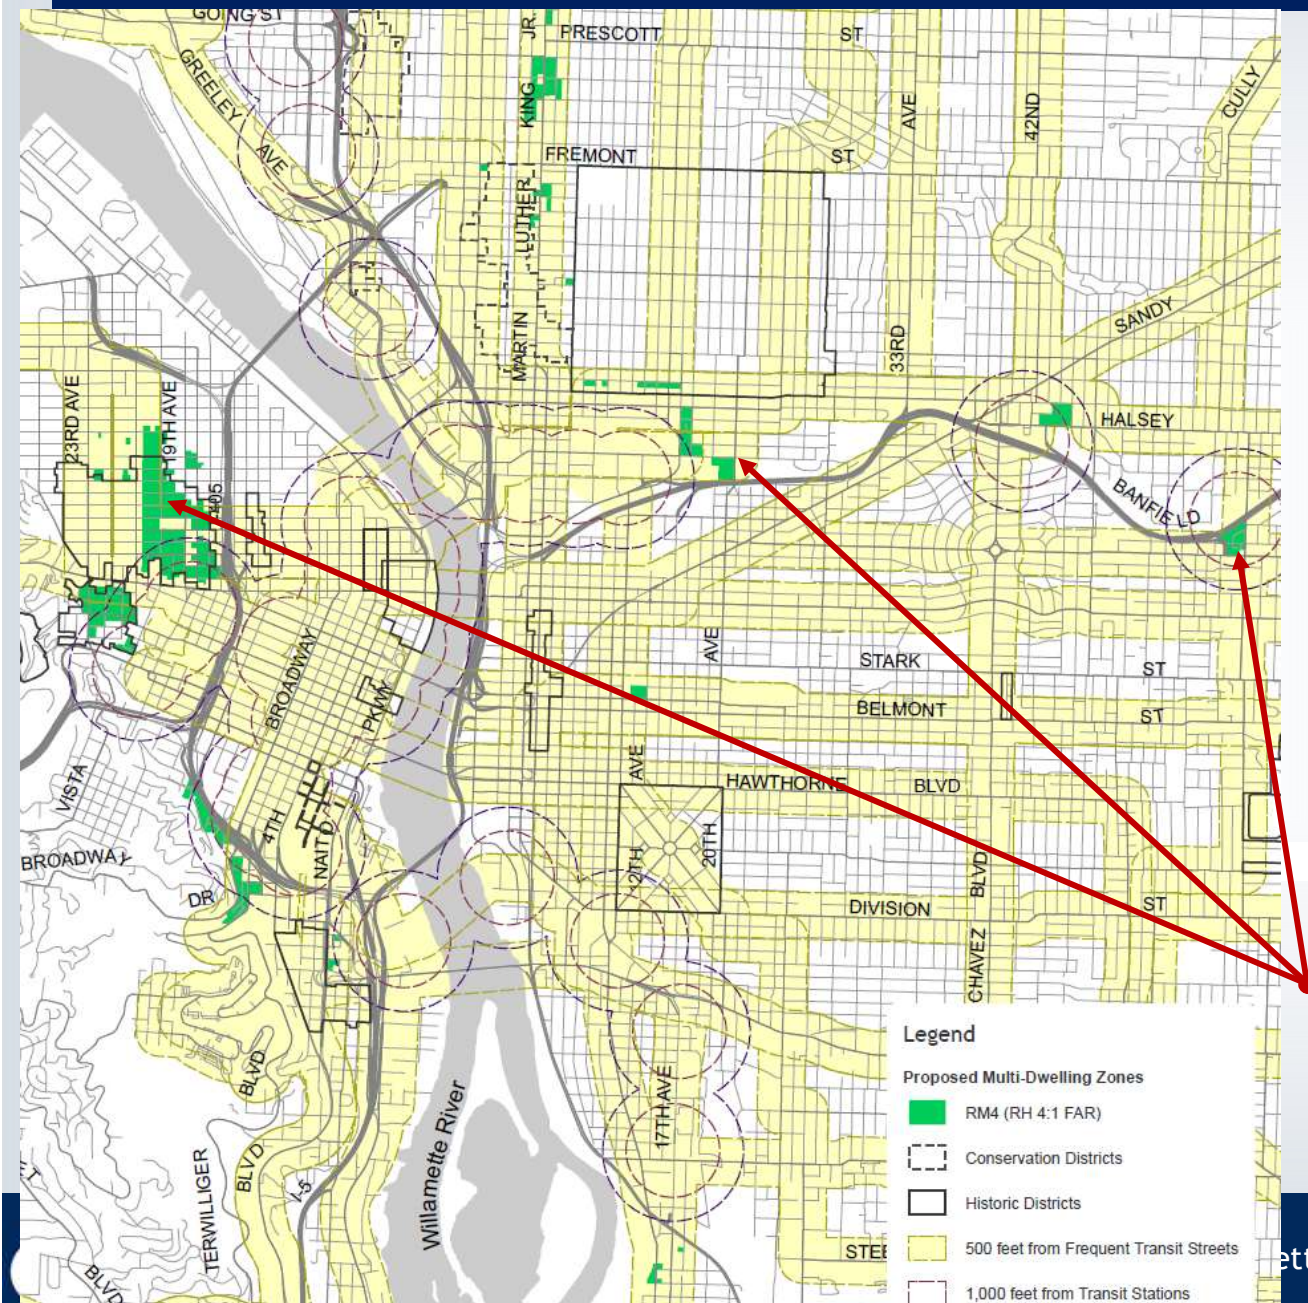 GOING ST
JR.
PRESCOTT
ST
GREELEY
AVE
KING
AVE
42ND
CULLY
FREMONT
ST
LUTHER
MARTIN
33RD
SANDY
23RD AVE
19TH AVE
HALSEY
I-405
BANFIELD
BROADWAY
AVE
STARK
ST
PKWY
BELMONT
ST
VISTA
AVE
HAWTHORNE
BLVD
4TH
NAITO
BROADWAY
DR
12TH
20TH
BLVD
DIVISION
ST
CHAVEZ
BLVD
17TH AVE
Willamette River
TERWILLIGER
BLVD
I-5
BLVD
Legend
Proposed Multi-Dwelling Zones
RM4 (RH 4:1 FAR)
Conservation Districts
Historic Districts
500 feet from Frequent Transit Streets
1,000 feet from Transit Stations